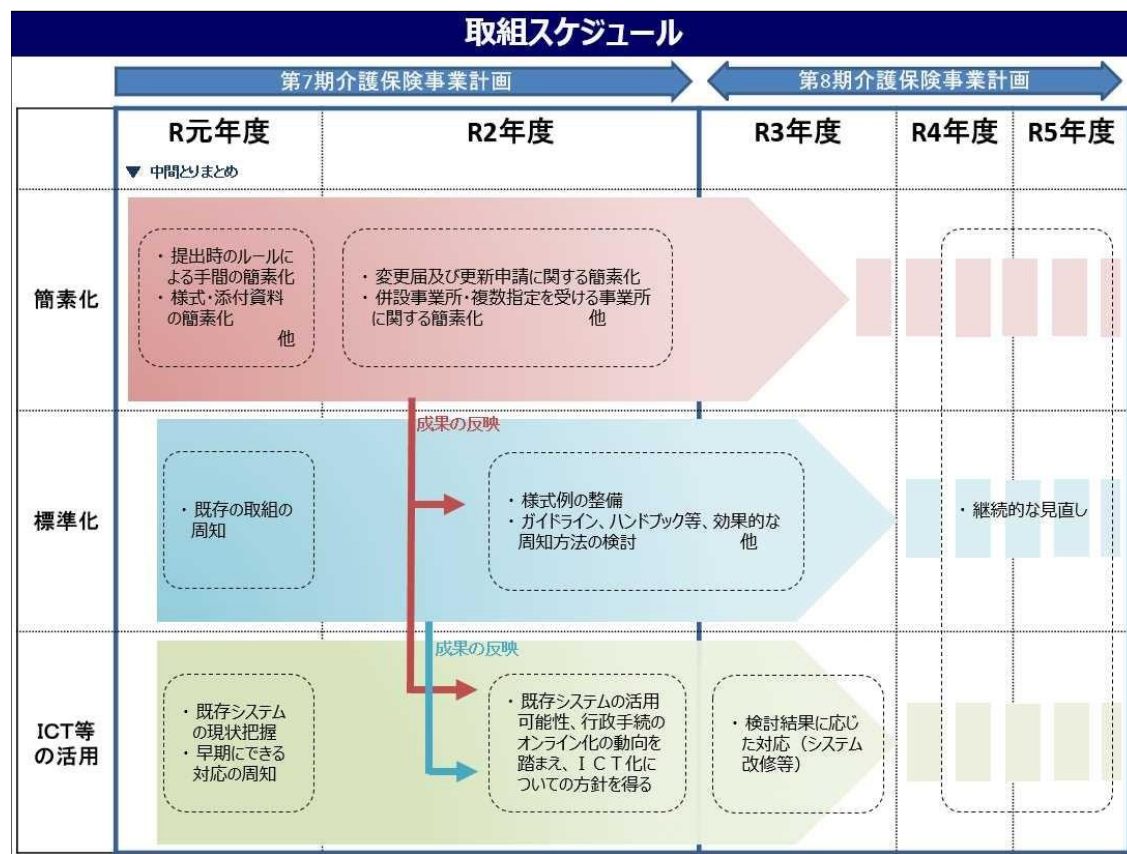 取組スケジュール
第7期介護保険事業計画
第8期介護保険事業計画
R元年度
R2年度
R3年度
R4年度
R5年度
▼ 中間とりまとめ
簡素化
・提出時のルールに
よる手間の簡素化
・様式・添付資料
の簡素化
他
・変更届及び更新申請に関する簡素化
・併設事業所・複数指定を受ける事業所
に関する簡素化 他
成果の反映
標準化
・既存の取組の
周知
・様式例の整備
・ガイドライン、ハンドブック等、効果的な
周知方法の検討 他
・継続的な見直し
成果の反映
ICT等
の活用
・既存システム
の現状把握
・早期にできる
対応の周知
・既存システムの活用
可能性、行政手続の
オンライン化の動向を
踏まえ、ＩＣＴ化に
ついての方針を得る
・検討結果に応じ
た対応（システム
改修等）